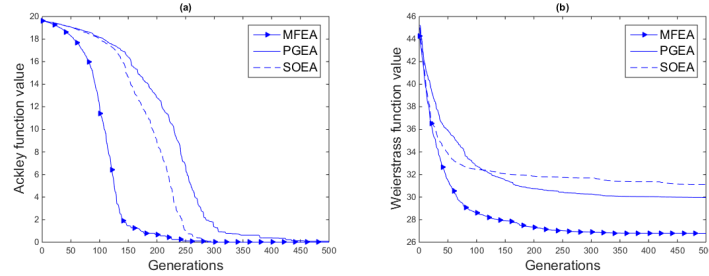 (a)
Ackley function value
20
18
16
14
12
10
8
6
4
2
0
0 50 100 150 200 250 300 350 400 450 500
Generations
MFEA
PGEA
SOEA
(b)
Weierstrass function value
46
44
42
40
38
36
34
32
30
28
26
0 50 100 150 200 250 300 350 400 450 500
Generations
MFEA
PGEA
SOEA